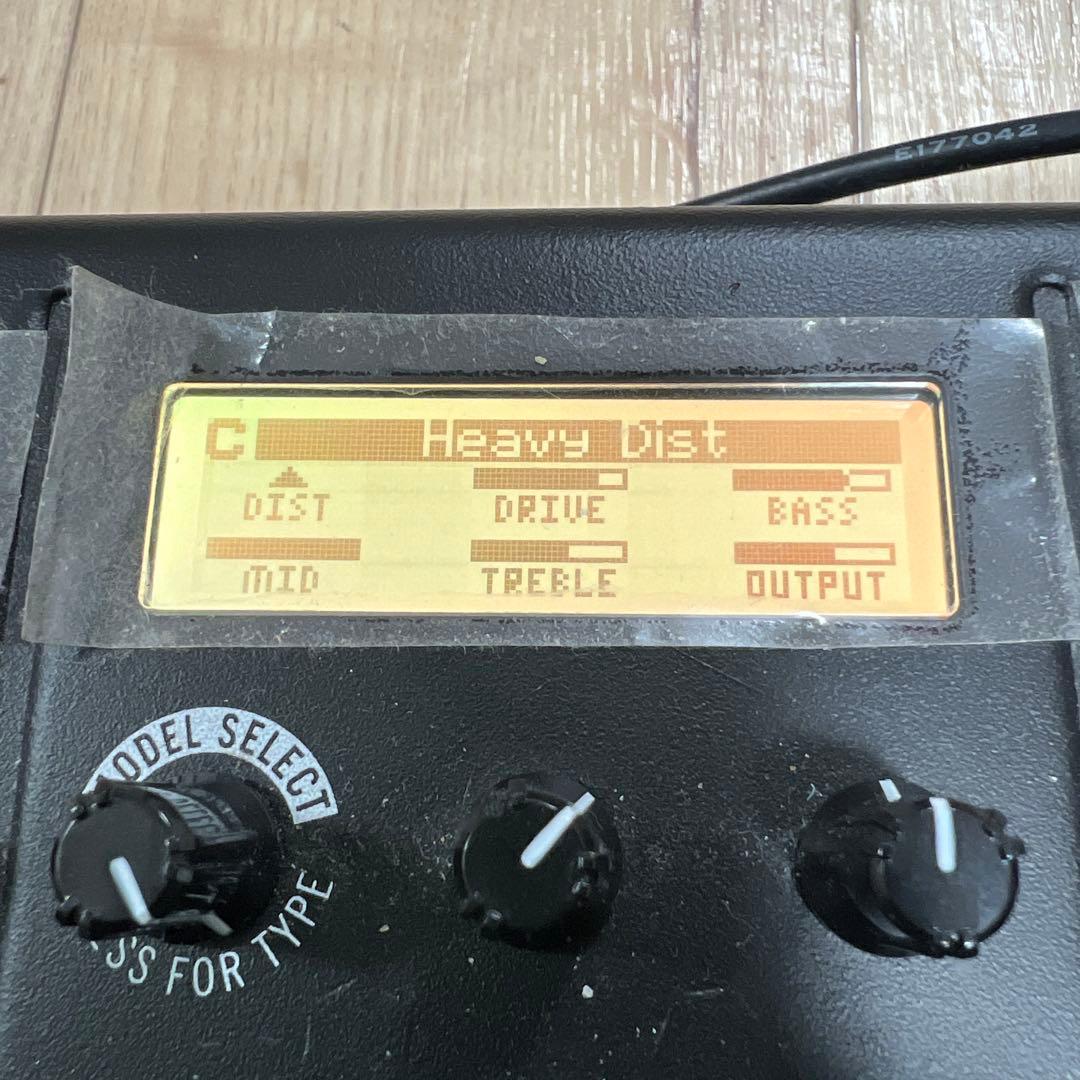 E177042
C Heavy Dist
DIST DRIVE BASS
MID TREBLE OUTPUT
MODEL SELECT
FOR TYPE